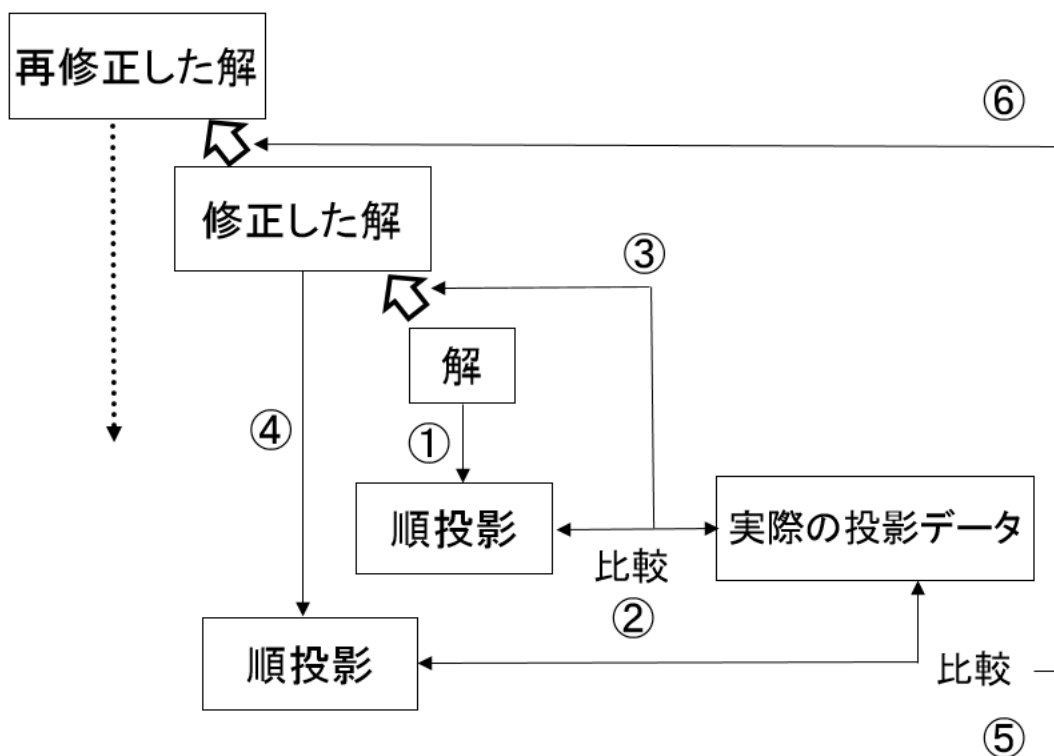 再修正した解
⑥
修正した解
③
解
④
①
順投影
実際の投影データ
比較
②
順投影
比較
⑤